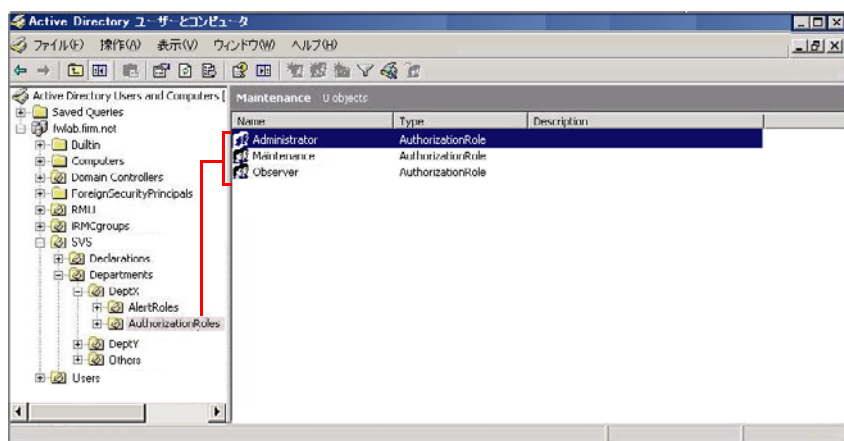 Active Directory ユーザーとコンピュータ
ファイル(F) 操作(A) 表示(V) ウィンドウ(W) ヘルプ(H)
Active Directory Users and Computers [
Saved Queries
fwlab.firm.net
Builtin
Computers
Domain Controllers
ForeignSecurityPrincipals
iRMCgroups
SVS
Declarations
Departments
DeptX
AlertRoles
AuthorizationRoles
DeptY
Others
Users
Maintenance 0 objects
Name Type Description
Administrator AuthorizationRole
Maintenance AuthorizationRole
Observer AuthorizationRole